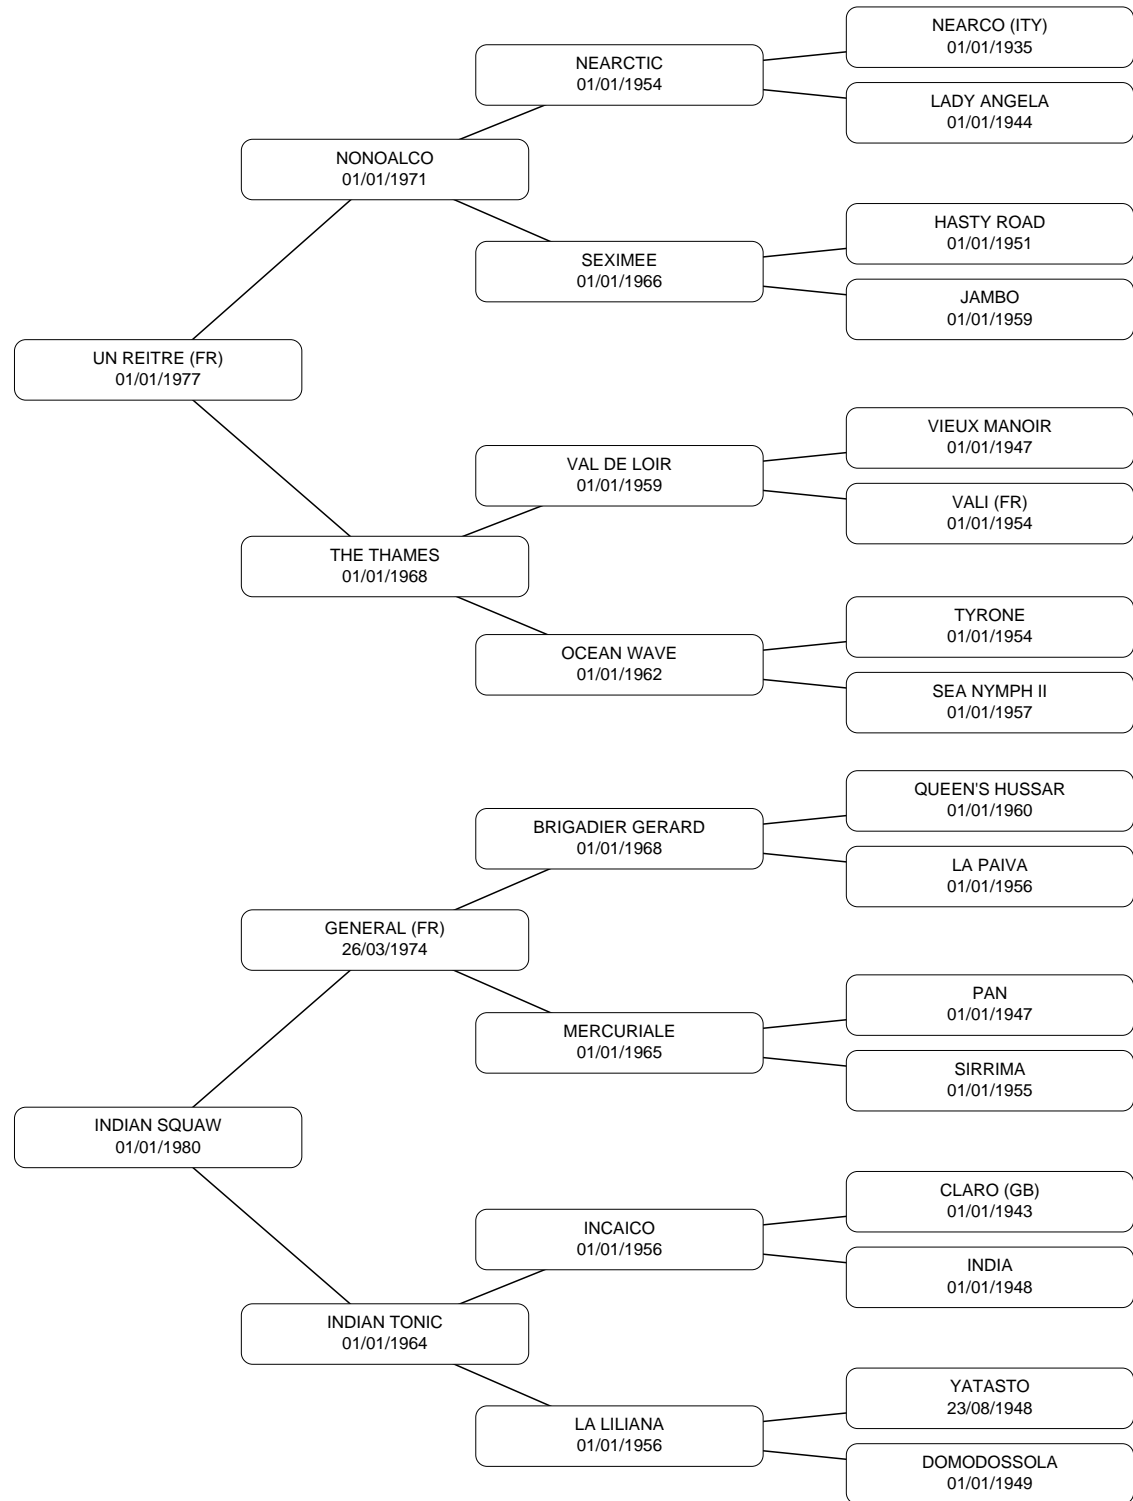 NEARCO (ITY)
01/01/1935
NEARCTIC
01/01/1954
LADY ANGELA
01/01/1944
NONOALCO
01/01/1971
HASTY ROAD
01/01/1951
SEXIMEE
01/01/1966
JAMBO
01/01/1959
UN REITRE (FR)
01/01/1977
VIEUX MANOIR
01/01/1947
VAL DE LOIR
01/01/1959
VALI (FR)
01/01/1954
THE THAMES
01/01/1968
TYRONE
01/01/1954
OCEAN WAVE
01/01/1962
SEA NYMPH II
01/01/1957
QUEEN'S HUSSAR
01/01/1960
BRIGADIER GERARD
01/01/1968
LA PAIVA
01/01/1956
GENERAL (FR)
26/03/1974
PAN
01/01/1947
MERCURIALE
01/01/1965
SIRRIMA
01/01/1955
INDIAN SQUAW
01/01/1980
CLARO (GB)
01/01/1943
INCAICO
01/01/1956
INDIA
01/01/1948
INDIAN TONIC
01/01/1964
YATASTO
23/08/1948
LA LILIANA
01/01/1956
DOMODOSSOLA
01/01/1949